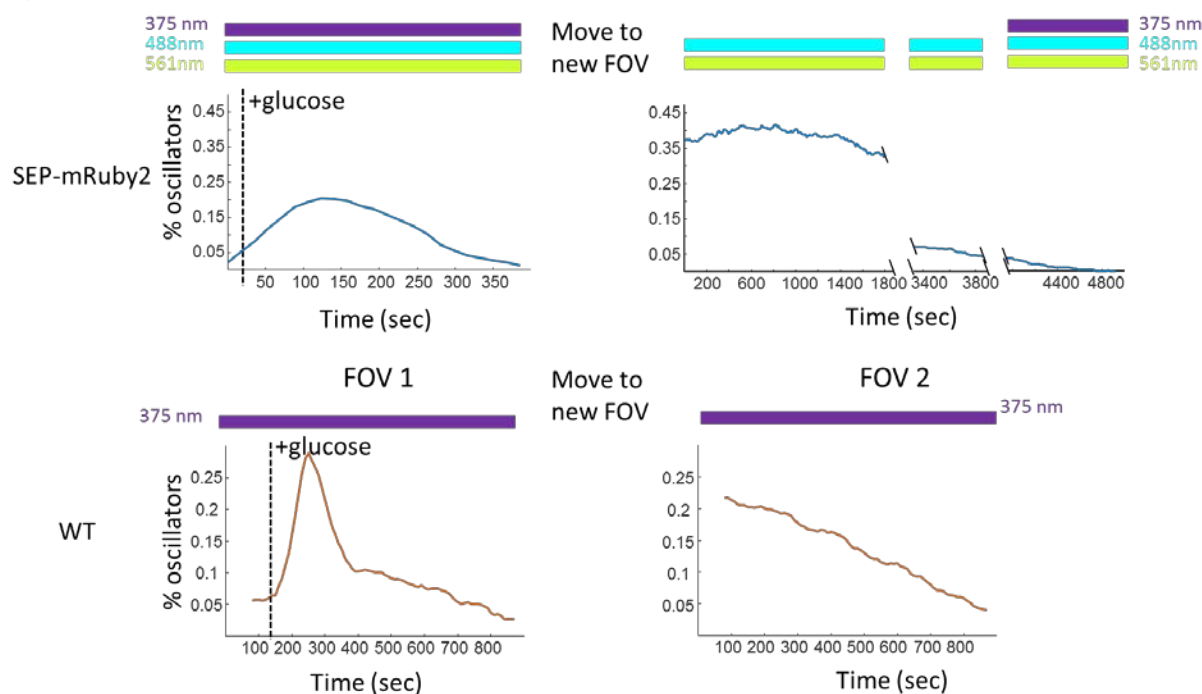 375 nm
488nm
561nm
Move to
new FOV
375 nm
488nm
561nm
+glucose
SEP-mRuby2
% oscillators
0.45
0.35
0.25
0.15
0.05
50 100 150 200 250 300 350
Time (sec)
0.45
0.35
0.25
0.15
0.05
200 600 1000 1400 1800 3400 3800 4400 4800
Time (sec)
FOV 1
Move to
new FOV
FOV 2
375 nm
375 nm
+glucose
WT
% oscillators
0.25
0.2
0.15
0.1
0.05
100 200 300 400 500 600 700 800
Time (sec)
0.25
0.2
0.15
0.1
0.05
100 200 300 400 500 600 700 800
Time (sec)